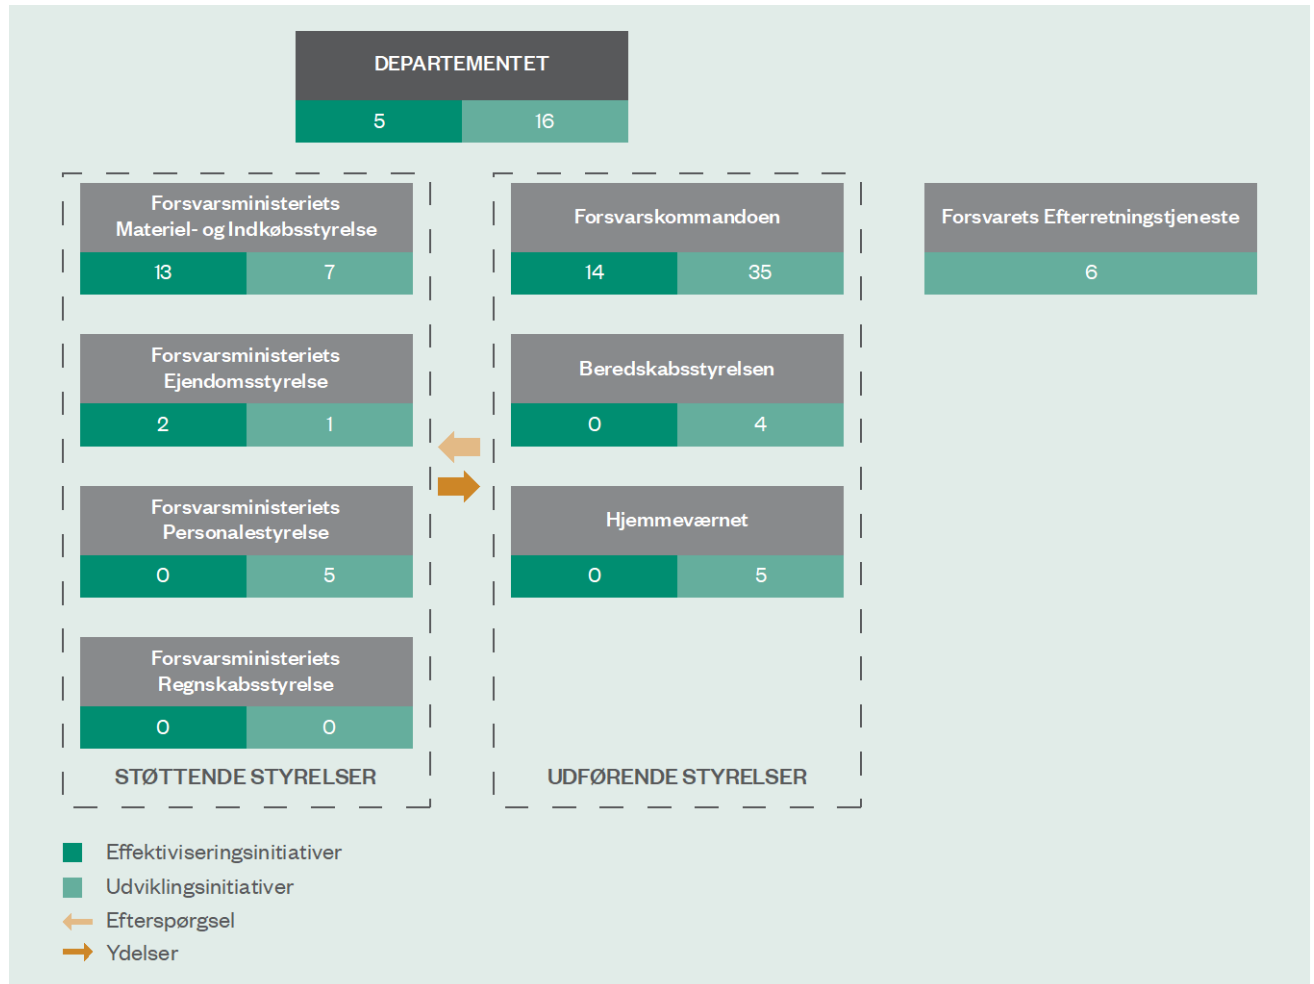 DEPARTEMENTET
5 16
Forsvarsministeriets
Materiel- og Indkøbsstyrelse
13 7
Forsvarsministeriets
Ejendomsstyrelse
2 1
Forsvarsministeriets
Personalestyrelse
0 5
Forsvarsministeriets
Regnskabsstyrelse
0 0
STØTTENDE STYRELSER
Forsvarskommandoen
14 35
Beredskabsstyrelsen
0 4
Hjemmeværnet
0 5
UDFØRENDE STYRELSER
Forsvarets Efterretningstjeneste
6
Effektiviseringsinitiativer
Udviklingsinitiativer
Efterspørgsel
Ydelser